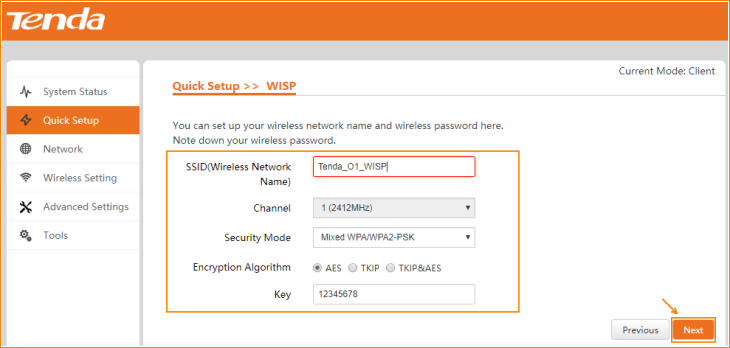 Tenda
Current Mode: Client
System Status
Quick Setup
Network
Wireless Setting
Advanced Settings
Tools
Quick Setup >> WISP
You can set up your wireless network name and wireless password here.
Note down your wireless password.
SSID(Wireless Network
Name)
Tenda_O1_WISP
Channel
1 (2412MHz)
Security Mode
Mixed WPA/WPA2-PSK
Encryption Algorithm
AES TKIP TKIP&AES
Key
12345678
Previous Next